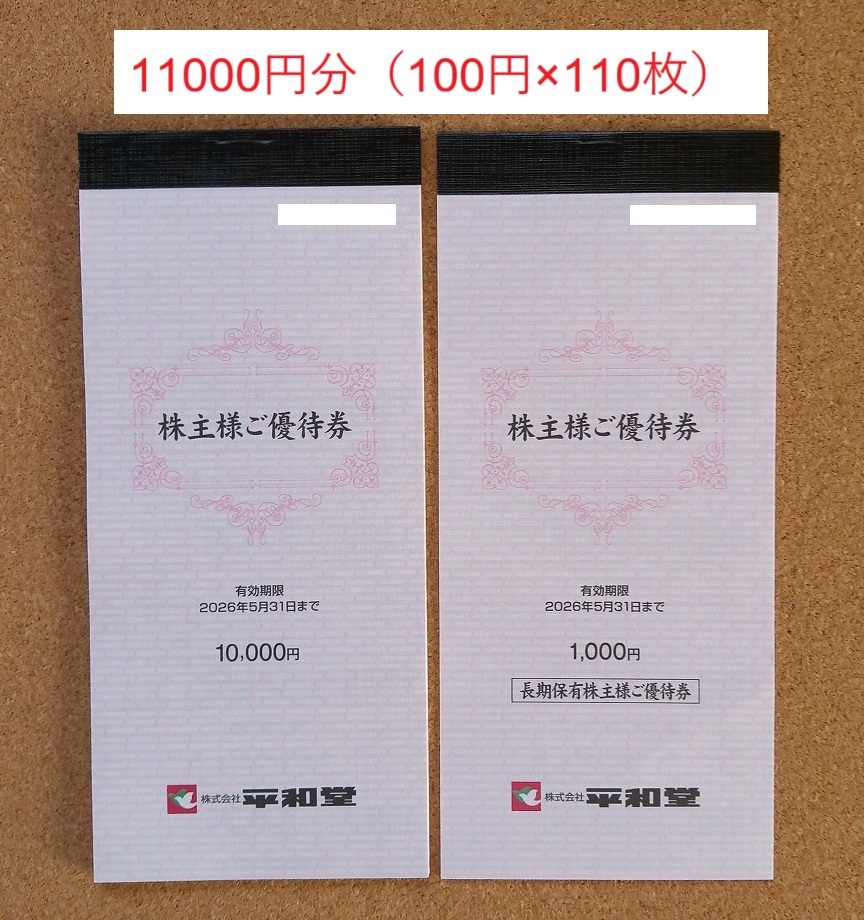 11000円分（100円×110枚）
株主様ご優待券
有効期限
2026年5月31日まで
10,000円
株式会社 平和堂
株主様ご優待券
有効期限
2026年5月31日まで
1,000円
長期保有株主様ご優待券
株式会社 平和堂